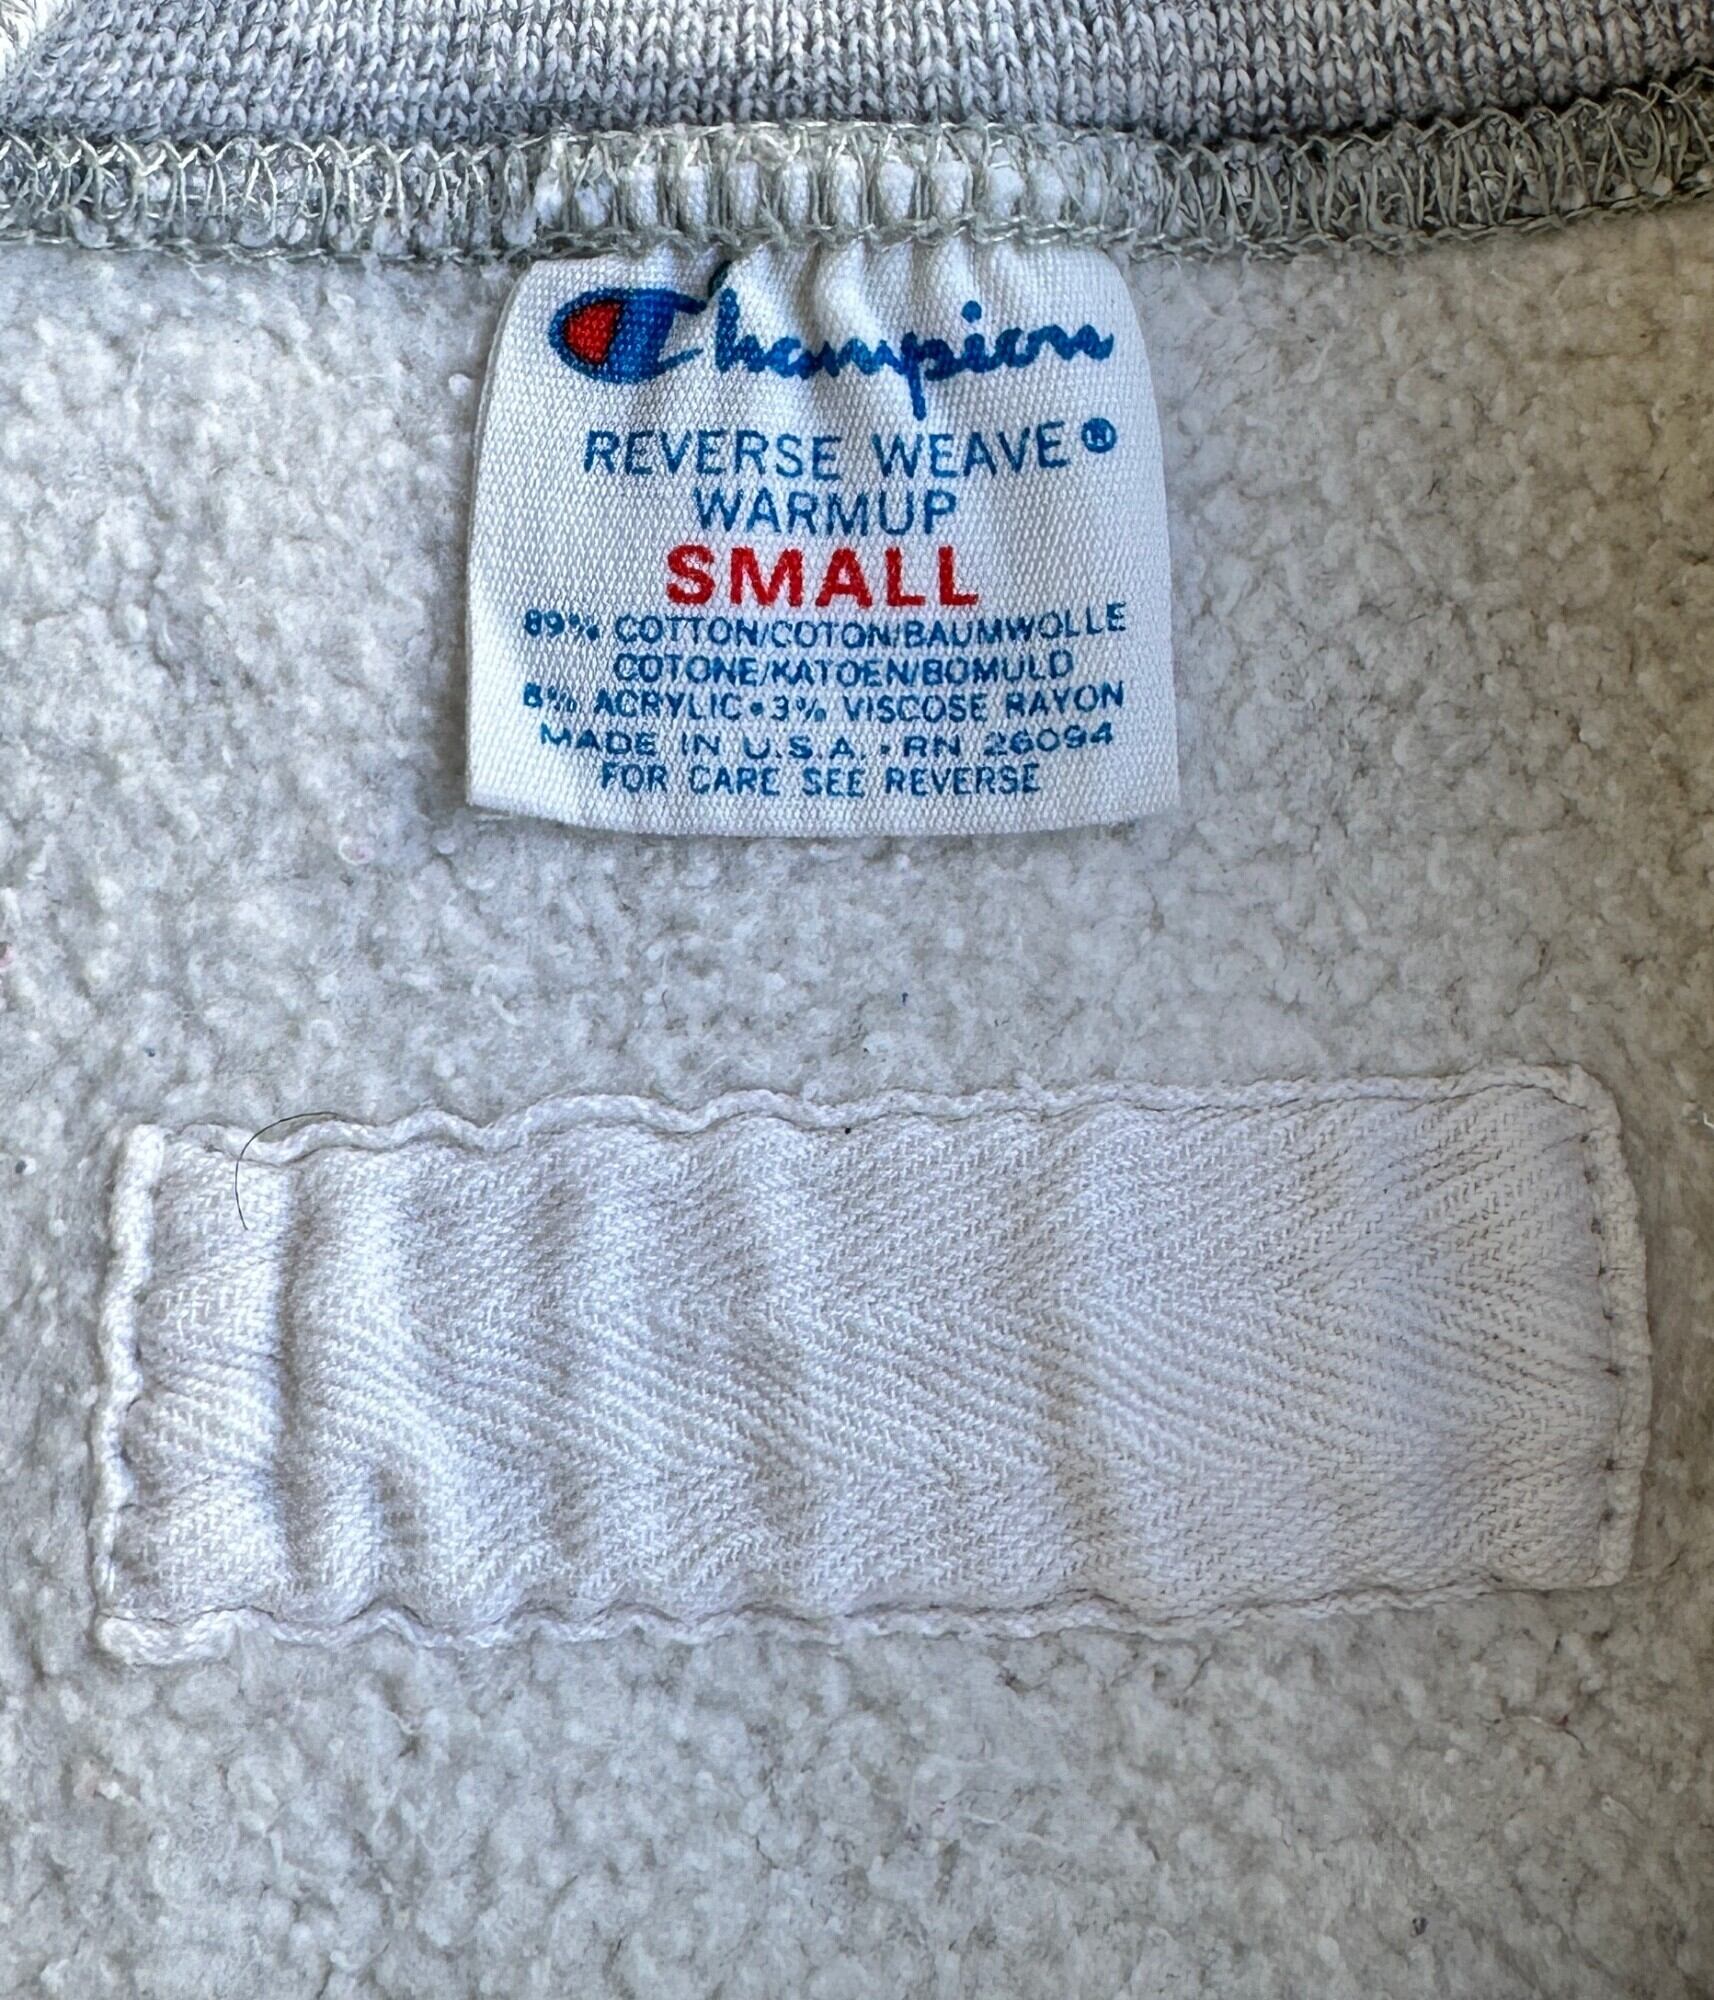 Champion
REVERSE WEAVE®
WARMUP
SMALL
89% COTTON/COTON/BAUMWOLLE
COTONE/KATOEN/BOMULD
8% ACRYLIC•3% VISCOSE RAYON
MADE IN U.S.A. • RN 26094
FOR CARE SEE REVERSE